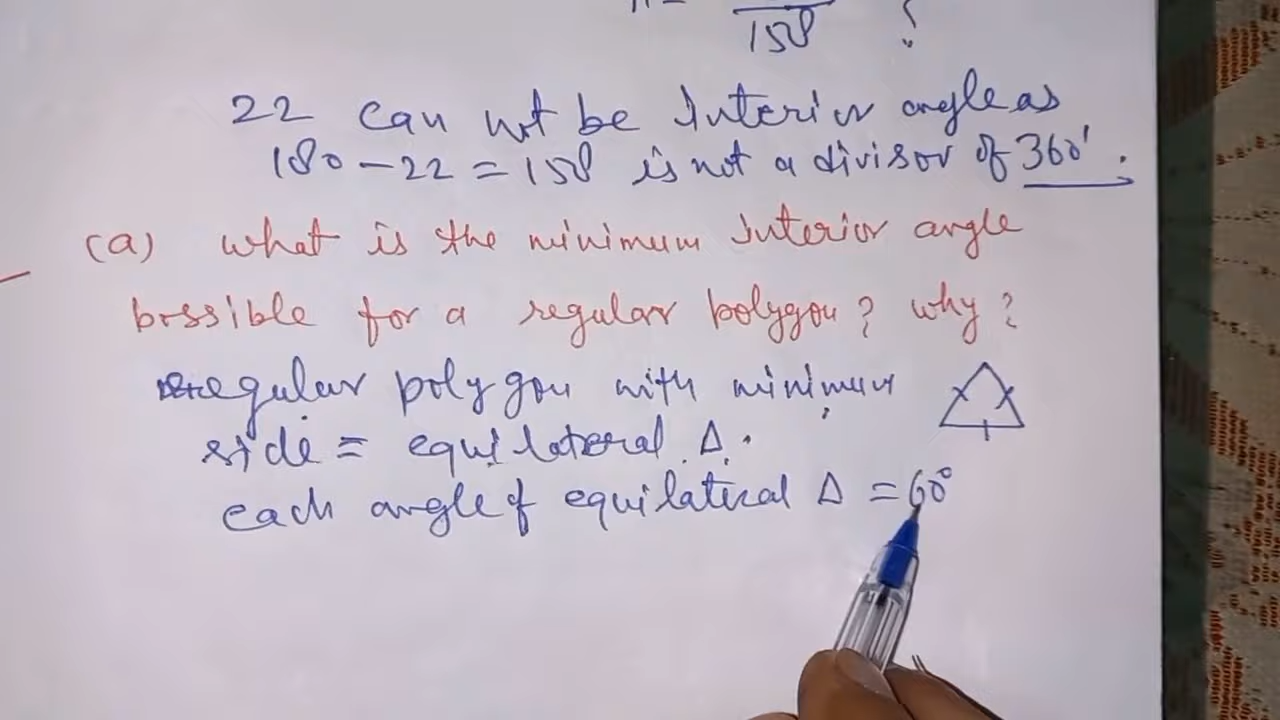 n =
158 ?
22 can not be Interior angle as
180 - 22 = 158 is not a divisor of 360°.
(a) what is the minimum interior angle
possible for a regular polygon? why?
regular polygon with minimum
side = equilateral Δ.
each angle of equilateral Δ = 60°